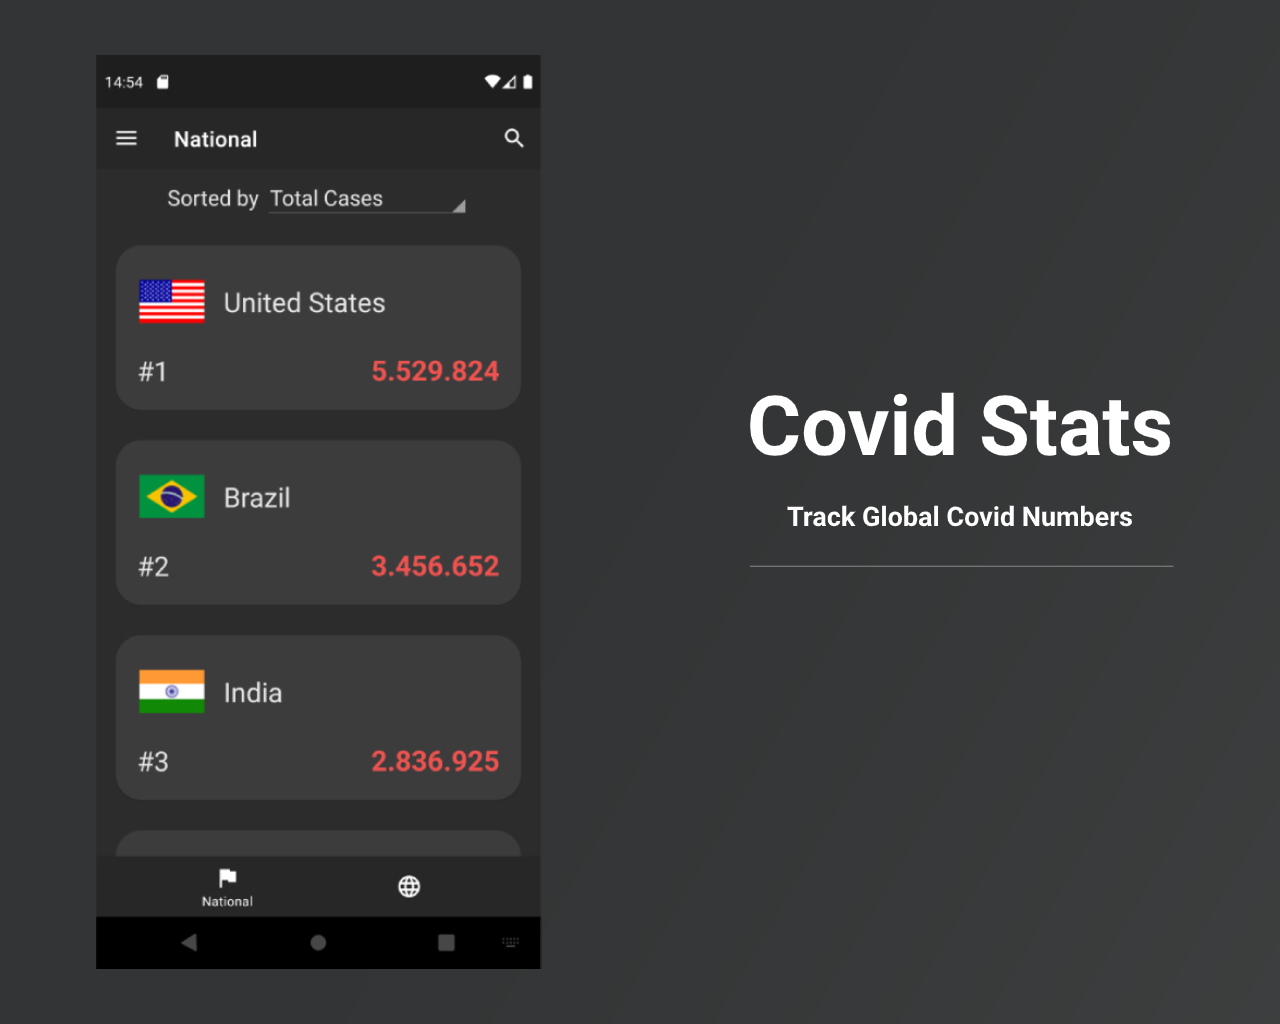 14:54
National
Sorted by Total Cases
United States
#1 5.529.824
Brazil
#2 3.456.652
India
#3 2.836.925
National
Covid Stats
Track Global Covid Numbers